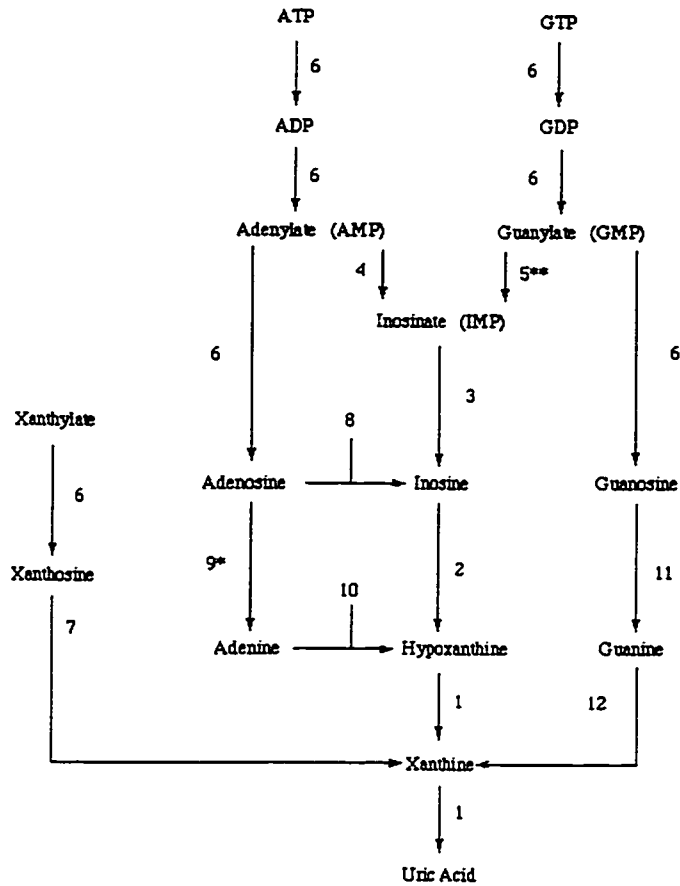 ATP GTP
6 6
ADP GDP
6 6
Adenylate (AMP) Guanylate (GMP)
4 5**
Inosinate (IMP)
6 3 6
Xanthylate 8
Adenosine Inosine Guanosine
6
9* 2 11
Xanthosine 10
7
Adenine Hypoxanthine Guanine
1 12
Xanthine
1
Uric Acid